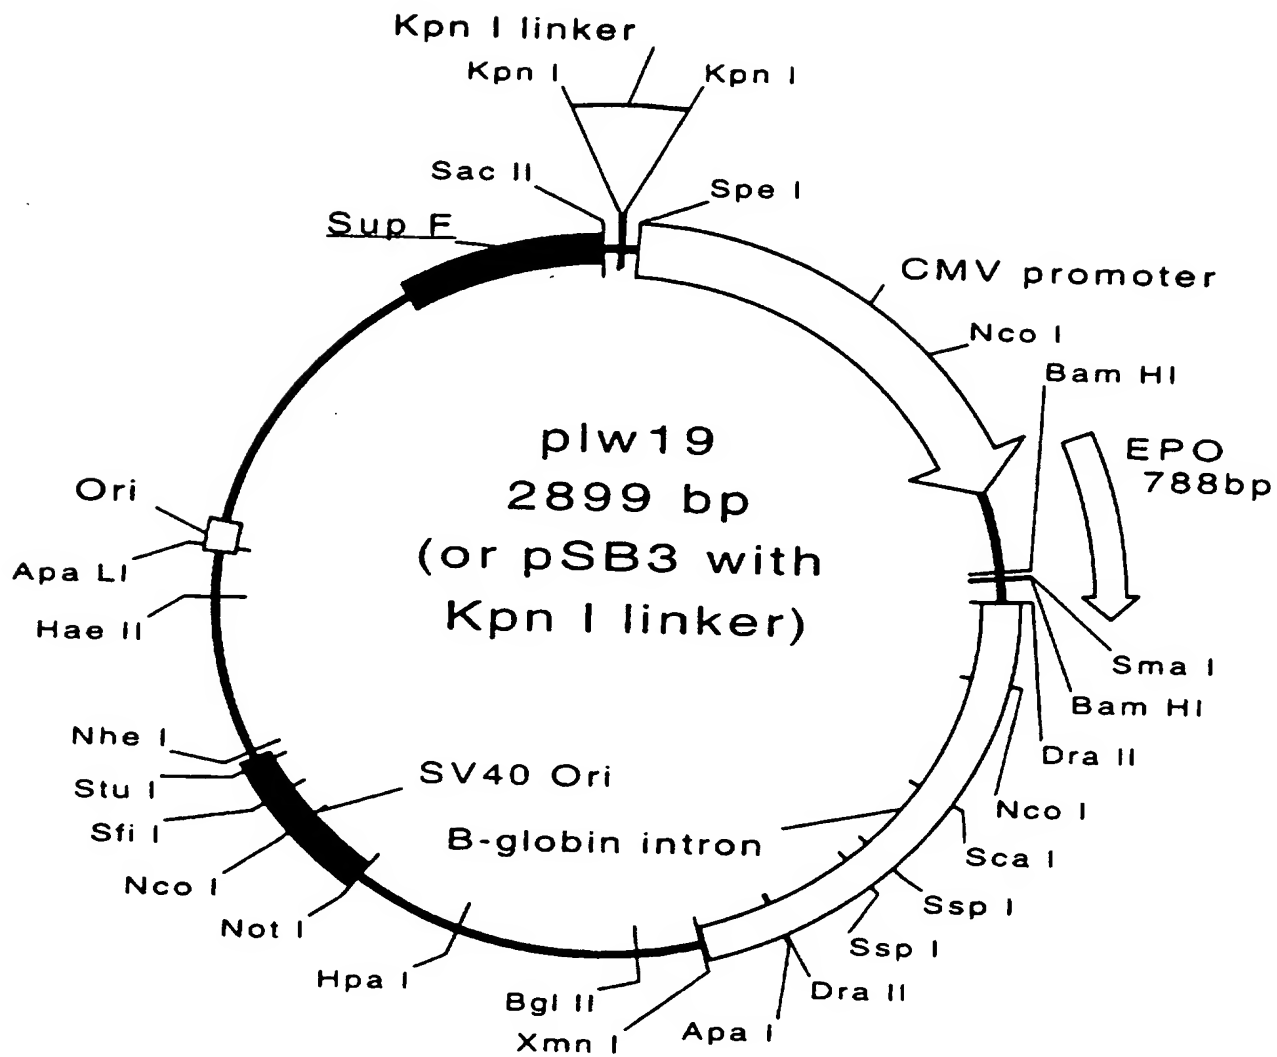 Kpn I linker
Kpn I
Kpn I
Sac II
Spe I
Sup F
CMV promoter
Nco I
Bam HI
EPO
788bp
plw19
2899 bp
(or pSB3 with
Kpn I linker)
Ori
Apa LI
Hae II
Sma I
Bam HI
Dra II
Nco I
Sca I
Ssp I
Ssp I
Dra II
Apa I
Xmn I
Bgl II
Hpa I
Not I
Nco I
Sfi I
Stu I
Nhe I
SV40 Ori
B-globin intron